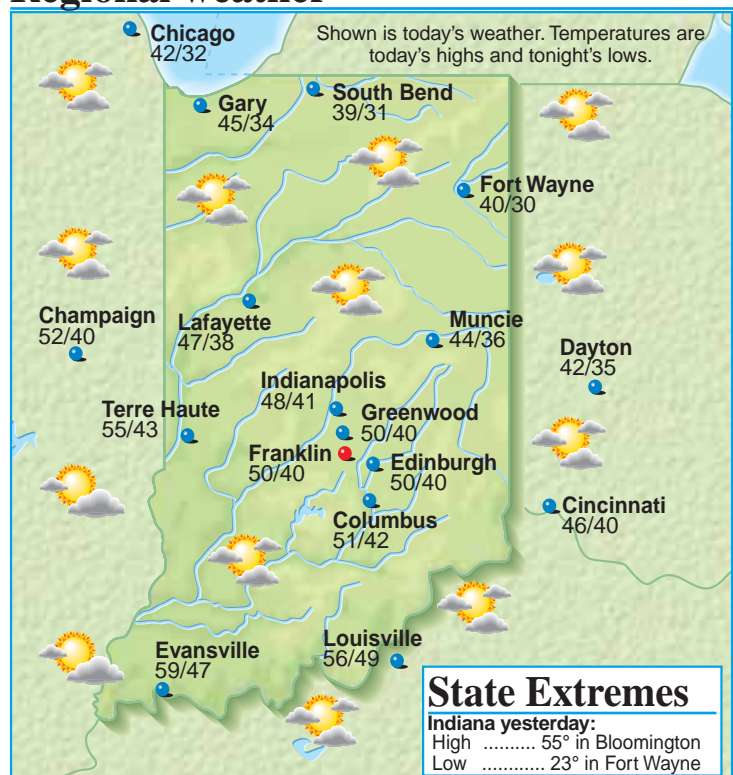 Regional weather
Shown is today's weather. Temperatures are
today's highs and tonight's lows.
Chicago
42/32
Gary
45/34
South Bend
39/31
Fort Wayne
40/30
Champaign
52/40
Lafayette
47/38
Muncie
44/36
Dayton
42/35
Indianapolis
48/41
Terre Haute
55/43
Greenwood
50/40
Franklin
50/40
Edinburgh
50/40
Columbus
51/42
Cincinnati
46/40
Evansville
59/47
Louisville
56/49
State Extremes
Indiana yesterday:
High .......... 55° in Bloomington
Low ............ 23° in Fort Wayne